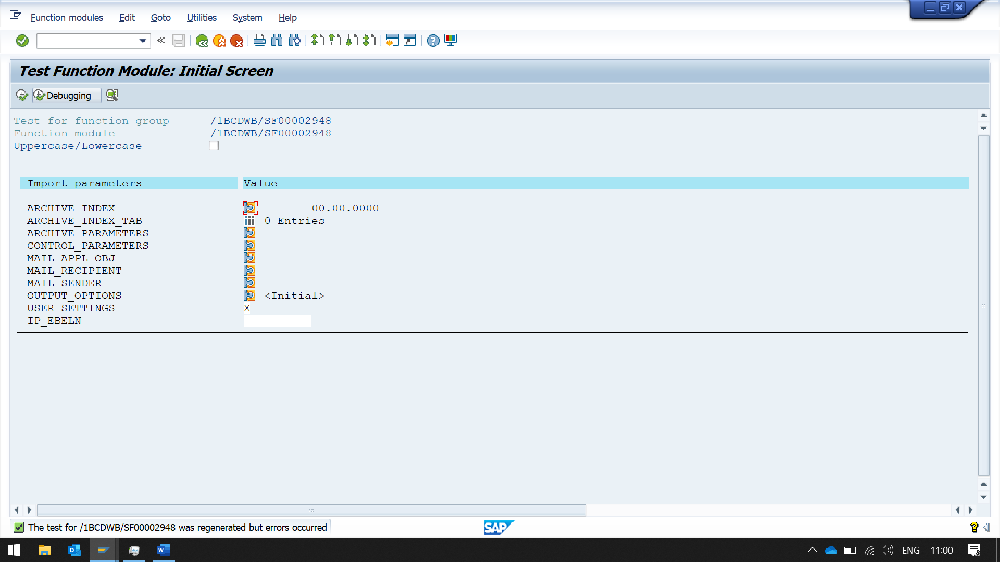 Function modules Edit Goto Utilities System Help
Test Function Module: Initial Screen
Debugging
Test for function group /1BCDWB/SF00002948
Function module /1BCDWB/SF00002948
Uppercase/Lowercase
Import parameters Value
ARCHIVE_INDEX 00.00.0000
ARCHIVE_INDEX_TAB 0 Entries
ARCHIVE_PARAMETERS
CONTROL_PARAMETERS
MAIL_APPL_OBJ
MAIL_RECIPIENT
MAIL_SENDER
OUTPUT_OPTIONS <Initial>
USER_SETTINGS X
IP_EBELN
The test for /1BCDWB/SF00002948 was regenerated but errors occurred
SAP
ENG 11:00